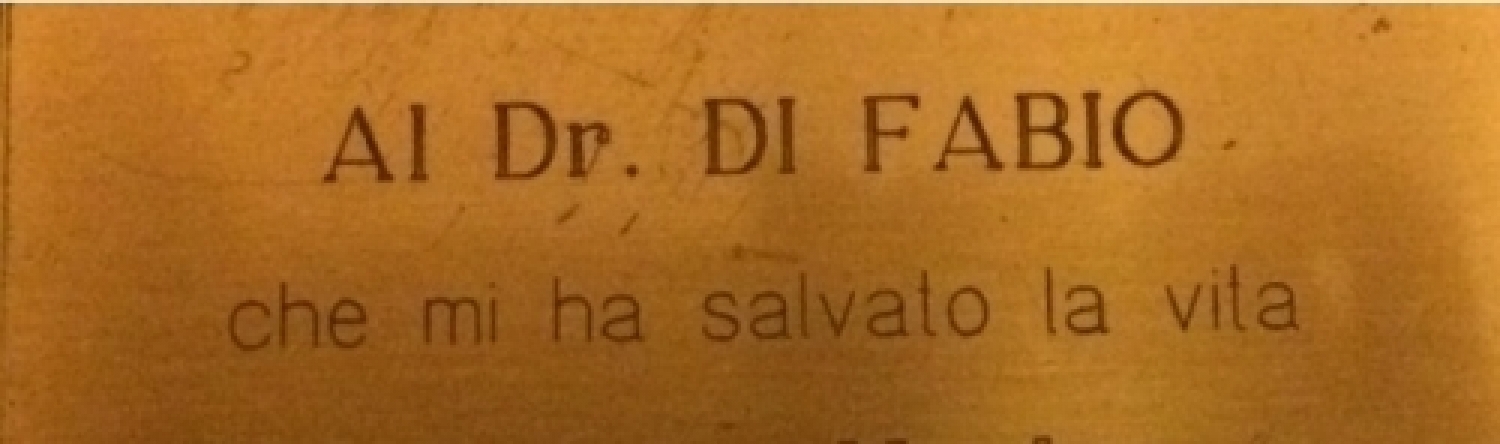 Al Dr. DI FABIO
che mi ha salvato la vita